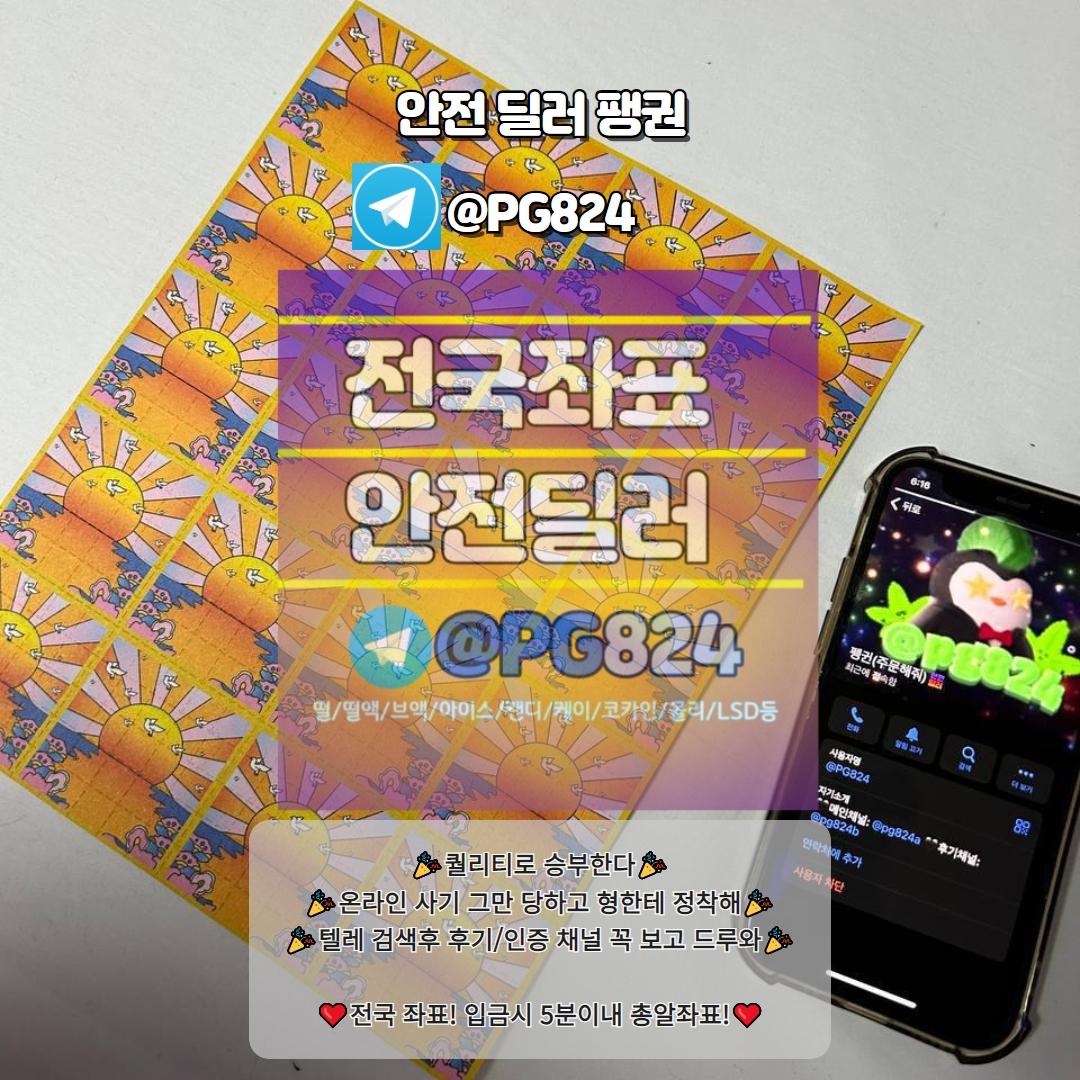 안전 딜러 팽귄
@PG824
전국좌표
안전딜러
@PG824
떨/떨액/브액/아이스/캔디/케이/코카인/몰리/LSD등
🎉퀄리티로 승부한다🎉
🎉온라인 사기 그만 당하고 형한테 정착해🎉
🎉텔레 검색후 후기/인증 채널 꼭 보고 드루와🎉
❤️전국 좌표! 입금시 5분이내 총알좌표!❤️
6:16
뒤로
@pg824
팽귄(주문해줘)
최근에 접속함
전화
알림 끄기
검색
더 보기
사용자명
@PG824
자기소개
^^메인채널: @pg824a ^^후기채널:
@pg824b
연락처에 추가
사용자 차단